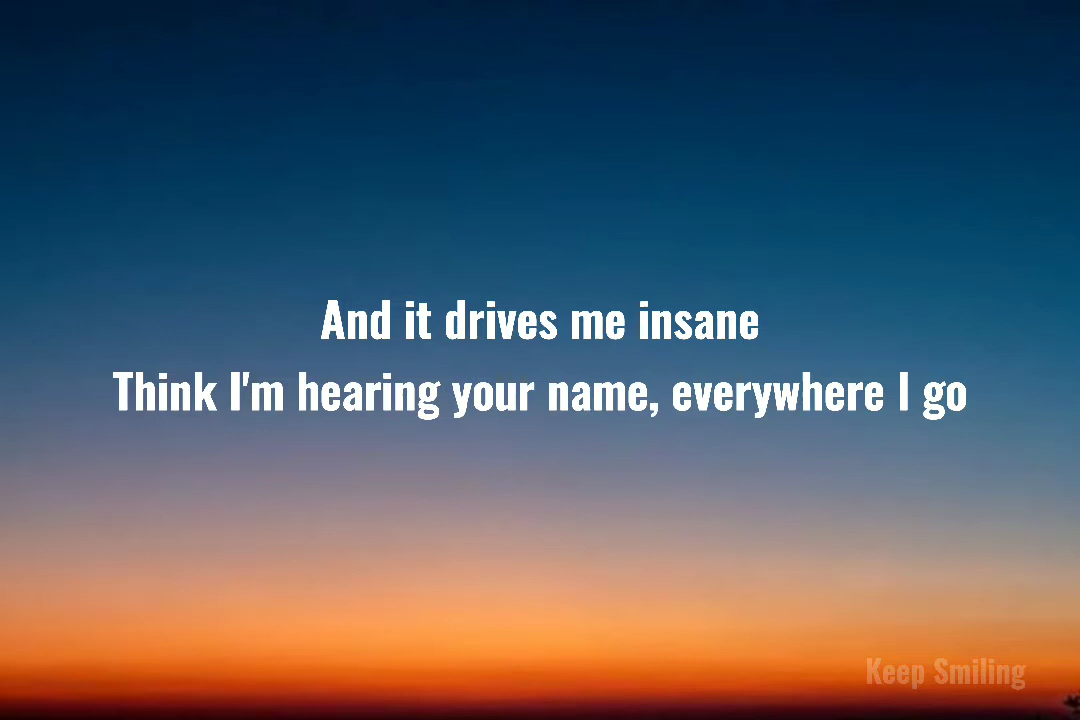 And it drives me insane
Think I'm hearing your name, everywhere I go
Keep Smiling